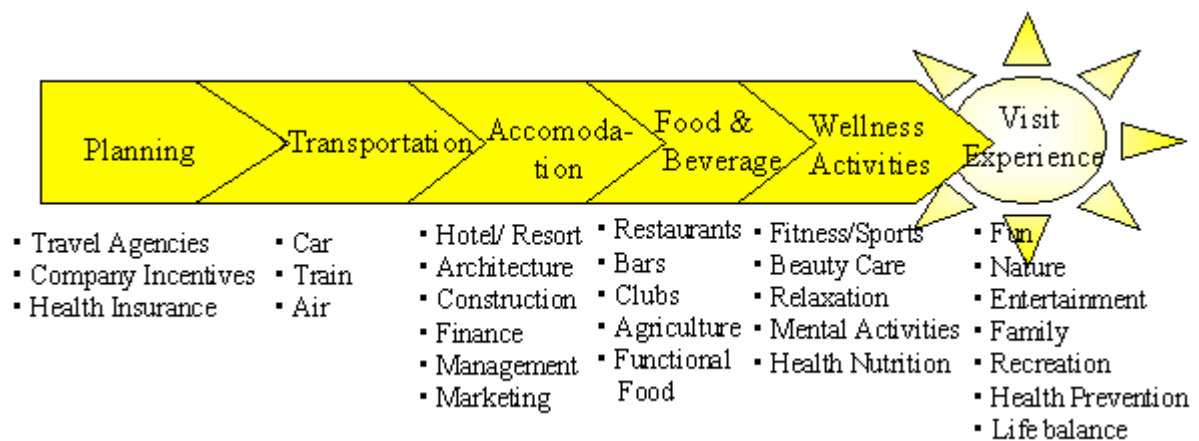 Planning
Transportation
Accomoda-
tion
Food &
Beverage
Wellness
Activities
Visit
Experience
▪ Travel Agencies
▪ Company Incentives
▪ Health Insurance
▪ Car
▪ Train
▪ Air
▪ Hotel/ Resort
▪ Architecture
▪ Construction
▪ Finance
▪ Management
▪ Marketing
▪ Restaurants
▪ Bars
▪ Clubs
▪ Agriculture
▪ Functional
Food
▪ Fitness/Sports
▪ Beauty Care
▪ Relaxation
▪ Mental Activities
▪ Health Nutrition
▪ Fun
▪ Nature
▪ Entertainment
▪ Family
▪ Recreation
▪ Health Prevention
▪ Life balance